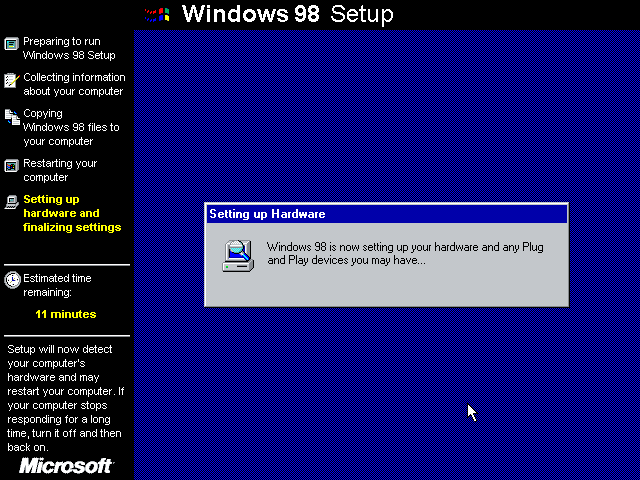 Windows 98 Setup
Preparing to run
Windows 98 Setup
Collecting information
about your computer
Copying
Windows 98 files to
your computer
Restarting your
computer
Setting up
hardware and
finalizing settings
Estimated time
remaining:
11 minutes
Setup will now detect
your computer's
hardware and may
restart your computer. If
your computer stops
responding for a long
time, turn it off and then
back on.
Microsoft
Setting up Hardware
Windows 98 is now setting up your hardware and any Plug
and Play devices you may have...